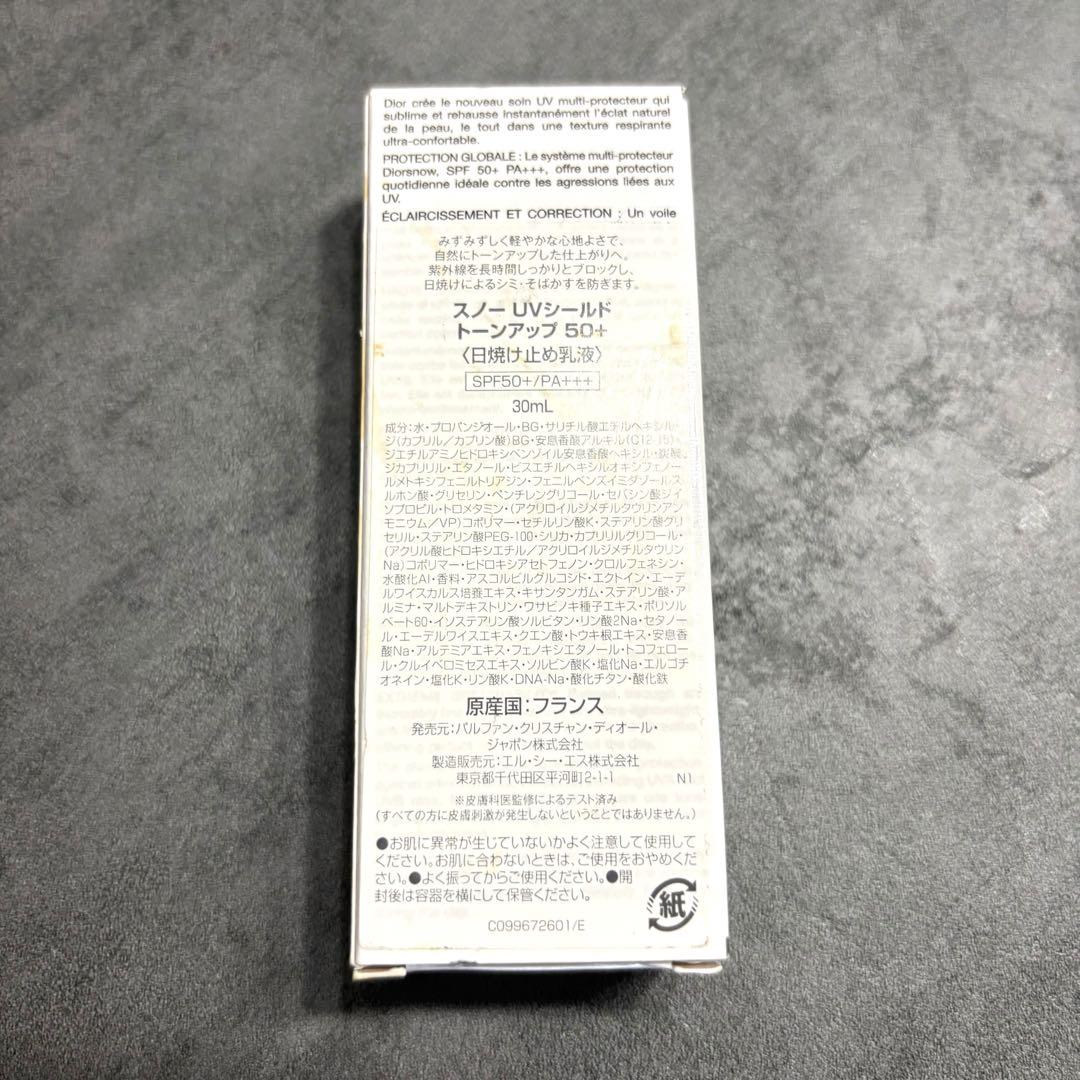 Dior crée le nouveau soin UV multi-protecteur qui
sublime et rehausse instantanément l'éclat naturel
de la peau, le tout dans une texture respirante
ultra-confortable.
PROTECTION GLOBALE : Le système multi-protecteur
Diorsnow, SPF 50+ PA+++, offre une protection
quotidienne idéale contre les agressions liées aux
UV.
ÉCLAIRCISSEMENT ET CORRECTION : Un voile
みずみずしく軽やかな心地よさで、
自然にトーンアップした仕上がりへ。
紫外線を長時間しっかりとブロックし、
日焼けによるシミ・そばかすを防ぎます。
スノー UVシールド
トーンアップ 50+
〈日焼け止め乳液〉
SPF50+/PA+++
30mL
成分：水・プロパンジオール・BG・サリチル酸エチルヘキシル・
ジ(カプリル／カプリン酸)BG・安息香酸アルキル(C12-15)・
ジエチルアミノヒドロキシベンゾイル安息香酸ヘキシル・炭酸
ジカプリリル・エタノール・ビスエチルヘキシルオキシフェノー
ルメトキシフェニルトリアジン・フェニルベンズイミダゾールス
ルホン酸・グリセリン・ペンチレングリコール・セバシン酸ジイ
ソプロピル・トロメタミン・(アクリロイルジメチルタウリンアン
モニウム／VP)コポリマー・セチルリン酸K・ステアリン酸グリ
セリル・ステアリン酸PEG-100・シリカ・カプリリルグリコール・
(アクリル酸ヒドロキシエチル／アクリロイルジメチルタウリン
Na)コポリマー・ヒドロキシアセトフェノン・クロルフェネシン・
水酸化Al・香料・アスコルビルグルコシド・エクトイン・エーデ
ルワイスカルス培養エキス・キサンタンガム・ステアリン酸・ア
ルミナ・マルトデキストリン・ワサビノキ種子エキス・ポリソル
ベート60・イソステアリン酸ソルビタン・リン酸2Na・セタノー
ル・エーデルワイスエキス・クエン酸・トウキ根エキス・安息香
酸Na・アルテミアエキス・フェノキシエタノール・トコフェロー
ル・クルイベロミセスエキス・ソルビン酸K・塩化Na・エルゴチ
オネイン・塩化K・リン酸K・DNA-Na・酸化チタン・酸化鉄
原産国：フランス
発売元：パルファン・クリスチャン・ディオール・
ジャポン株式会社
製造販売元：エル・シー・エス株式会社
東京都千代田区平河町2-1-1 N1
※皮膚科医監修によるテスト済み
(すべての方に皮膚刺激が発生しないということではありません。)
●お肌に異常が生じていないかよく注意して使用して
ください。お肌に合わないときは、ご使用をおやめくだ
さい。●よく振ってからご使用ください。●開
封後は容器を横にして保管ください。
紙
C099672601/E